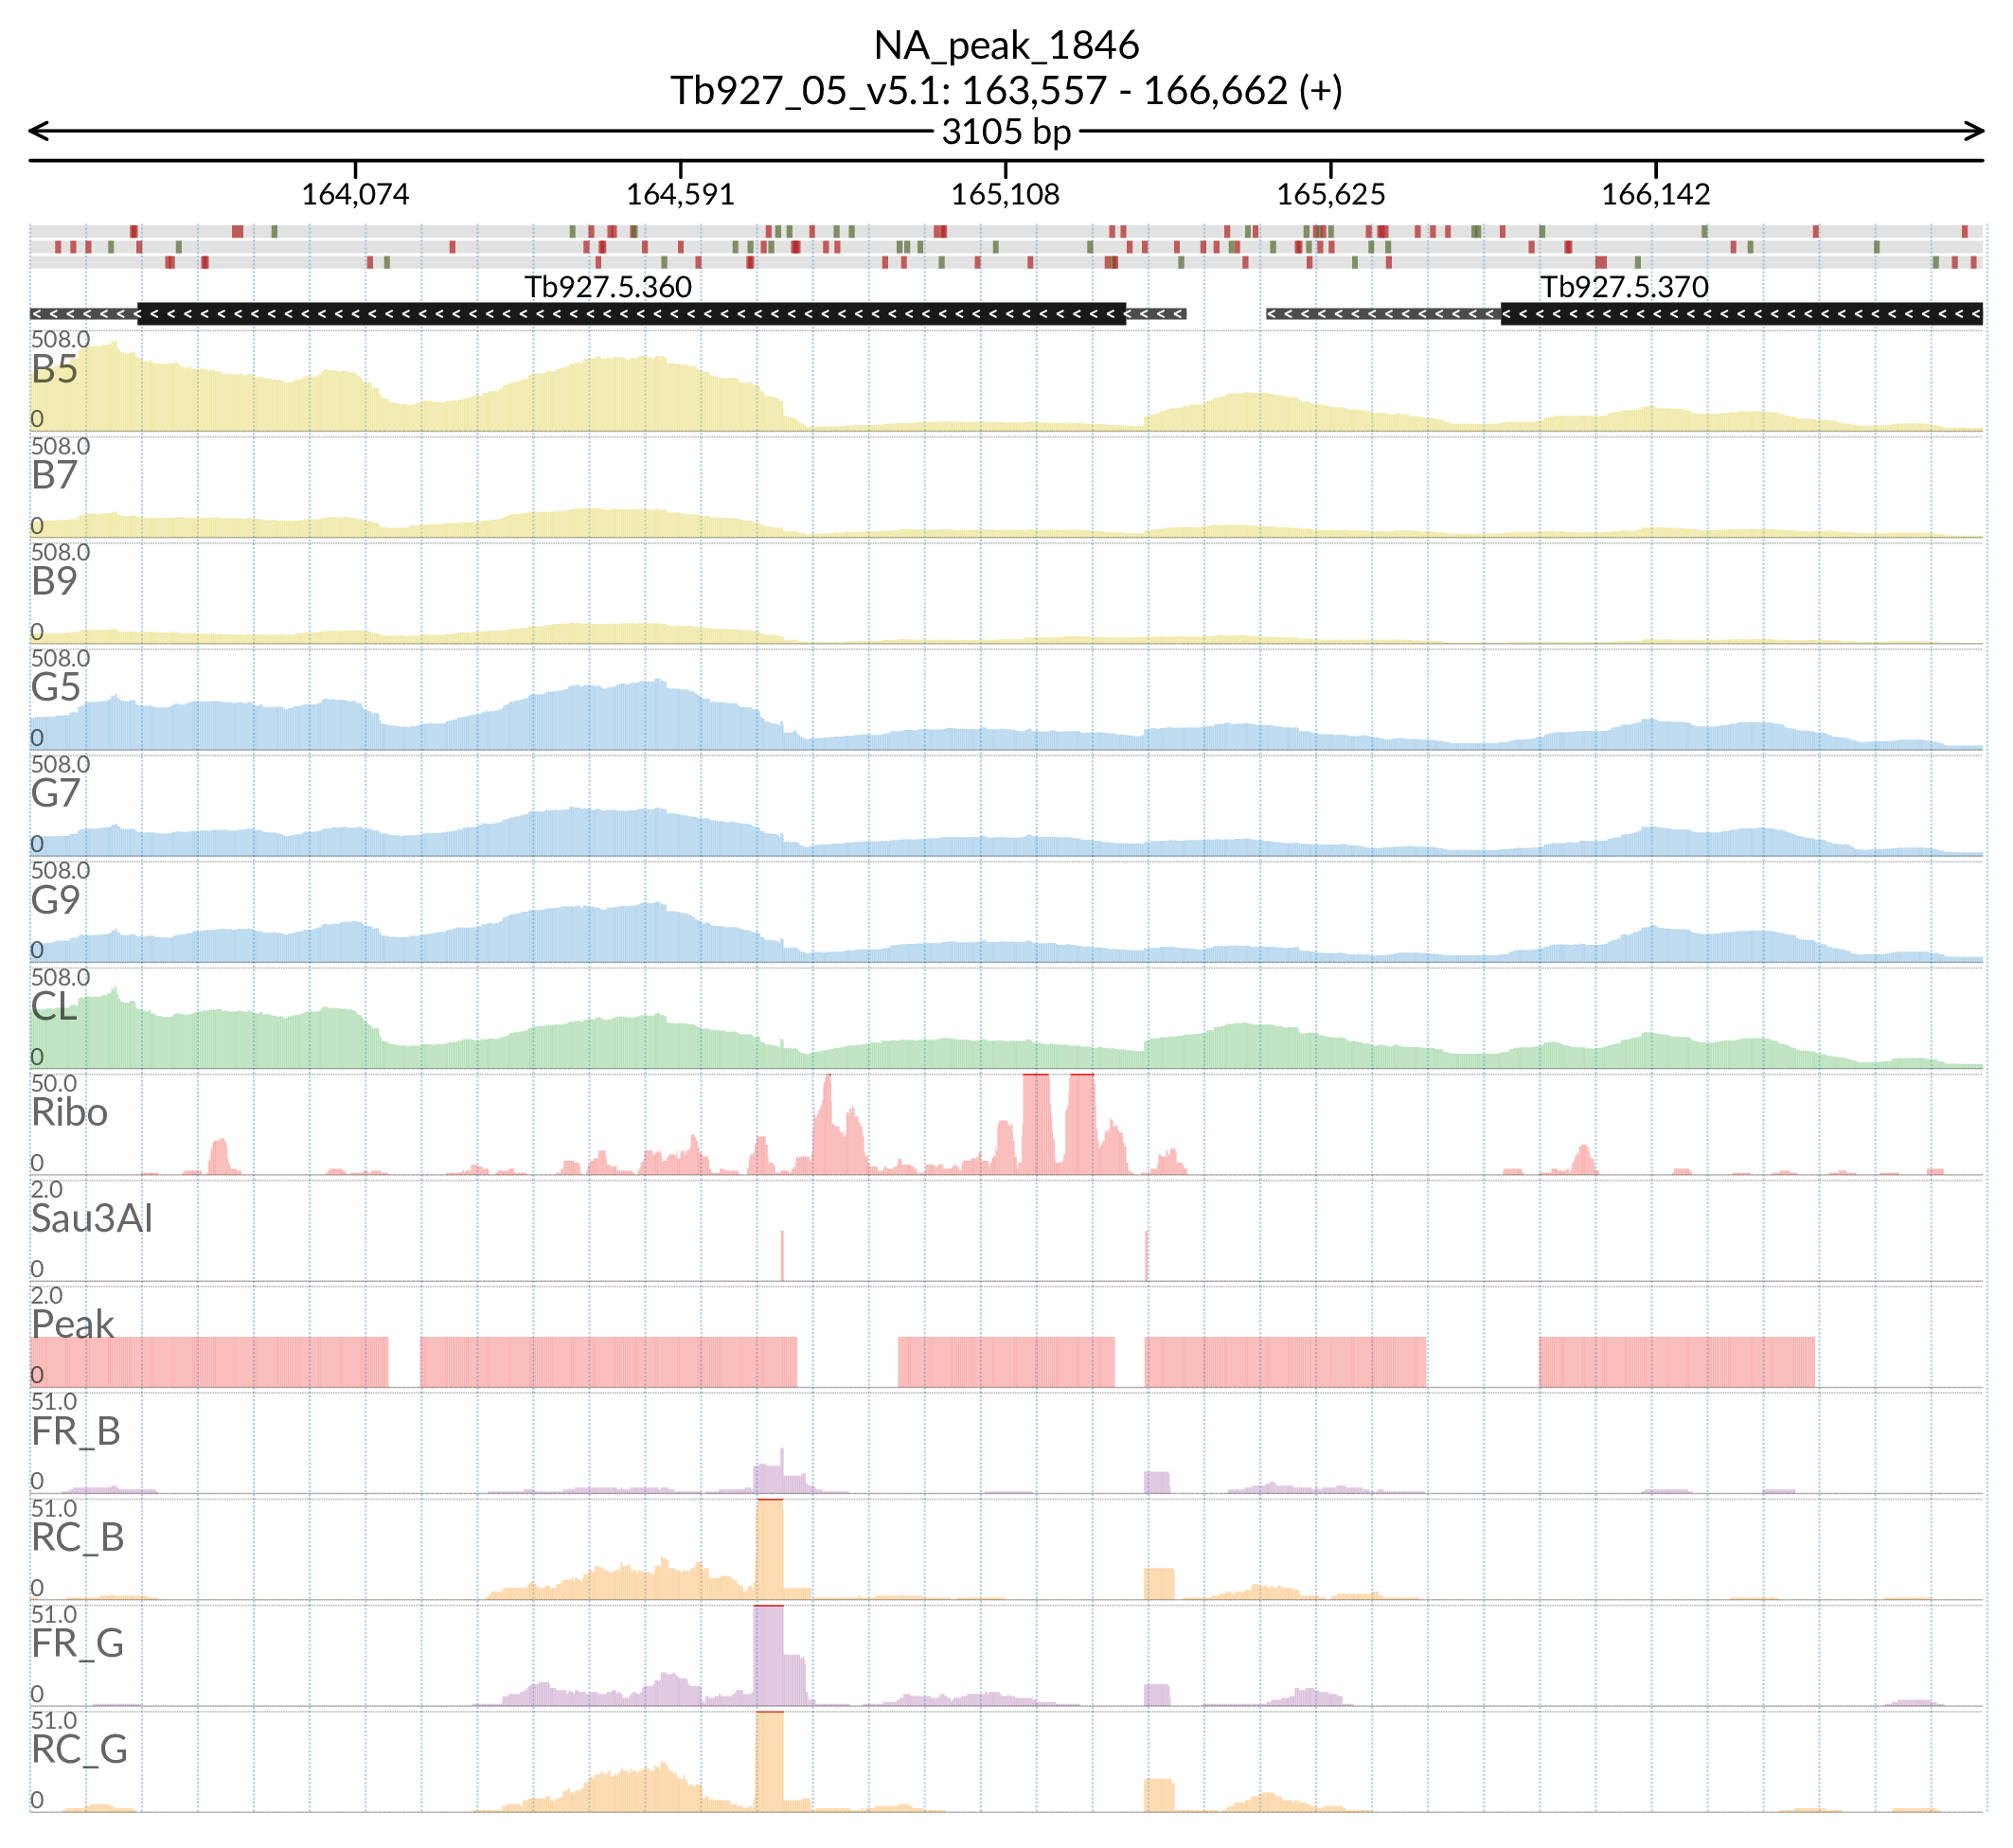 NA_peak_1846
Tb927_05_v5.1: 163,557 - 166,662 (+)
3105 bp
164,074 164,591 165,108 165,625 166,142
Tb927.5.360 Tb927.5.370
508.0
B5
0
508.0
B7
0
508.0
B9
0
508.0
G5
0
508.0
G7
0
508.0
G9
0
508.0
CL
0
50.0
Ribo
0
2.0
Sau3AI
0
2.0
Peak
0
51.0
FR_B
0
51.0
RC_B
0
51.0
FR_G
0
51.0
RC_G
0